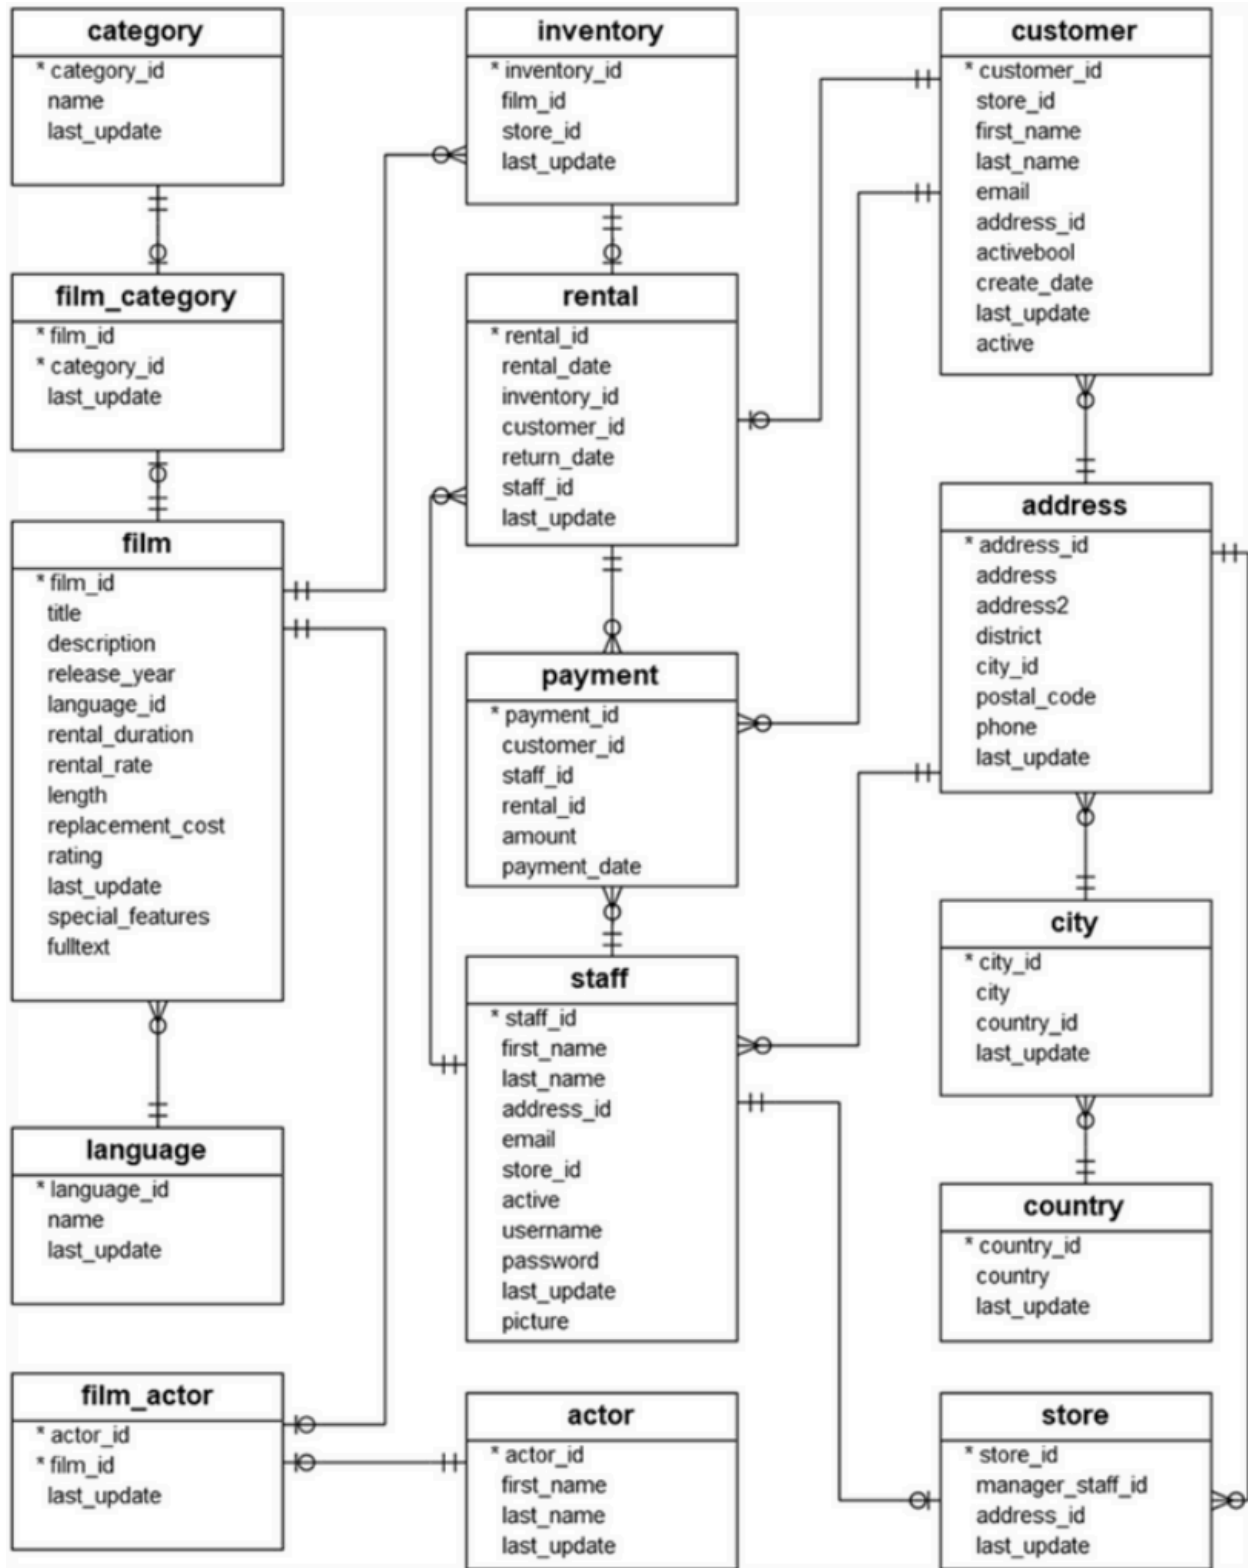 category
* category_id
name
last_update
film_category
* film_id
* category_id
last_update
film
* film_id
title
description
release_year
language_id
rental_duration
rental_rate
length
replacement_cost
rating
last_update
special_features
fulltext
language
* language_id
name
last_update
film_actor
* actor_id
* film_id
last_update
inventory
* inventory_id
film_id
store_id
last_update
rental
* rental_id
rental_date
inventory_id
customer_id
return_date
staff_id
last_update
payment
* payment_id
customer_id
staff_id
rental_id
amount
payment_date
staff
* staff_id
first_name
last_name
address_id
email
store_id
active
username
password
last_update
picture
actor
* actor_id
first_name
last_name
last_update
customer
* customer_id
store_id
first_name
last_name
email
address_id
activebool
create_date
last_update
active
address
* address_id
address
address2
district
city_id
postal_code
phone
last_update
city
* city_id
city
country_id
last_update
country
* country_id
country
last_update
store
* store_id
manager_staff_id
address_id
last_update